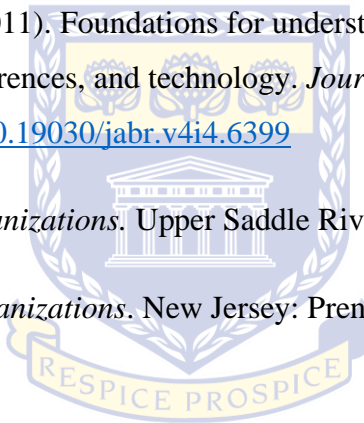 011). Foundations for underst
rences, and technology. Jour
0.19030/jabr.v4i4.6399
anizations. Upper Saddle Riv
anizations. New Jersey: Pren
RESPICE PROSPICE